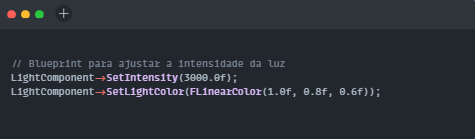 // Blueprint para ajustar a intensidade da luz
LightComponent->SetIntensity(3000.0f);
LightComponent->SetLightColor(FLinearColor(1.0f, 0.8f, 0.6f));